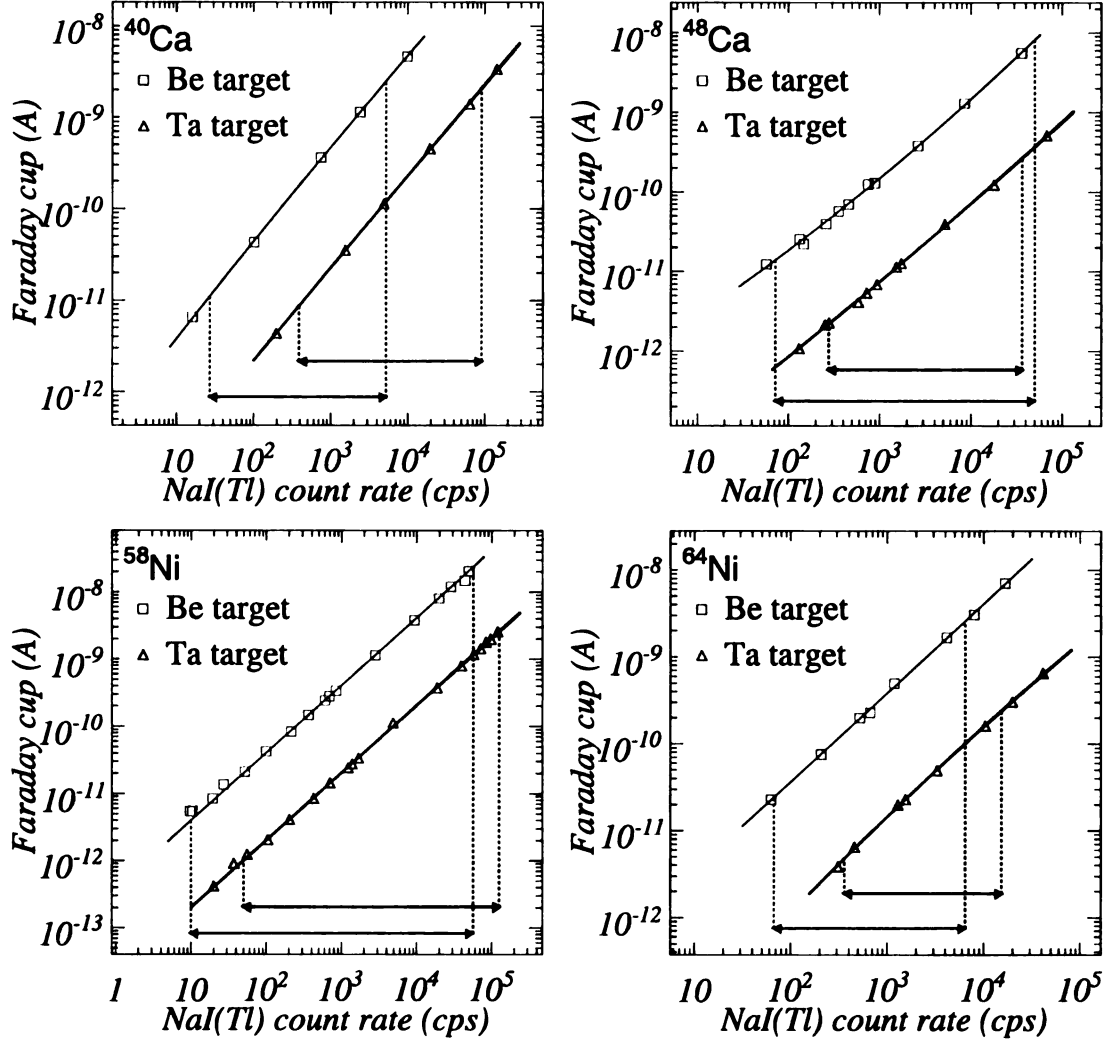 ⁴⁰Ca
Be target
Ta target
Faraday cup (A)
10⁻⁸
10⁻⁹
10⁻¹⁰
10⁻¹¹
10⁻¹²
10 10² 10³ 10⁴ 10⁵
NaI(Tl) count rate (cps)
⁴⁸Ca
Be target
Ta target
Faraday cup (A)
10⁻⁸
10⁻⁹
10⁻¹⁰
10⁻¹¹
10⁻¹²
10 10² 10³ 10⁴ 10⁵
NaI(Tl) count rate (cps)
⁵⁸Ni
Be target
Ta target
Faraday cup (A)
10⁻⁸
10⁻⁹
10⁻¹⁰
10⁻¹¹
10⁻¹²
10⁻¹³
1 10 10² 10³ 10⁴ 10⁵
NaI(Tl) count rate (cps)
⁶⁴Ni
Be target
Ta target
Faraday cup (A)
10⁻⁸
10⁻⁹
10⁻¹⁰
10⁻¹¹
10⁻¹²
10 10² 10³ 10⁴ 10⁵
NaI(Tl) count rate (cps)